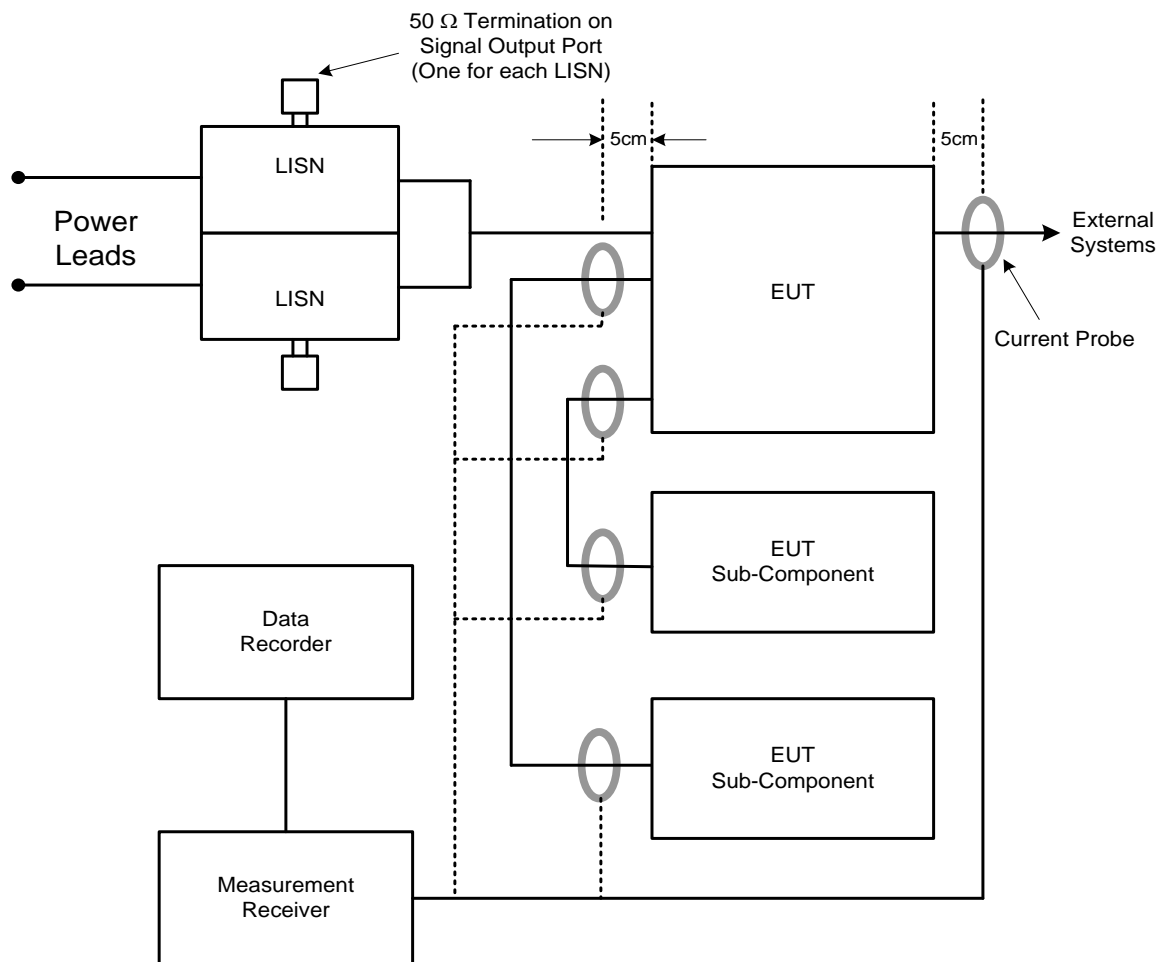 50 Ω Termination on
Signal Output Port
(One for each LISN)
5cm
5cm
LISN
Power
Leads
LISN
EUT
External
Systems
Current Probe
EUT
Sub-Component
Data
Recorder
EUT
Sub-Component
Measurement
Receiver